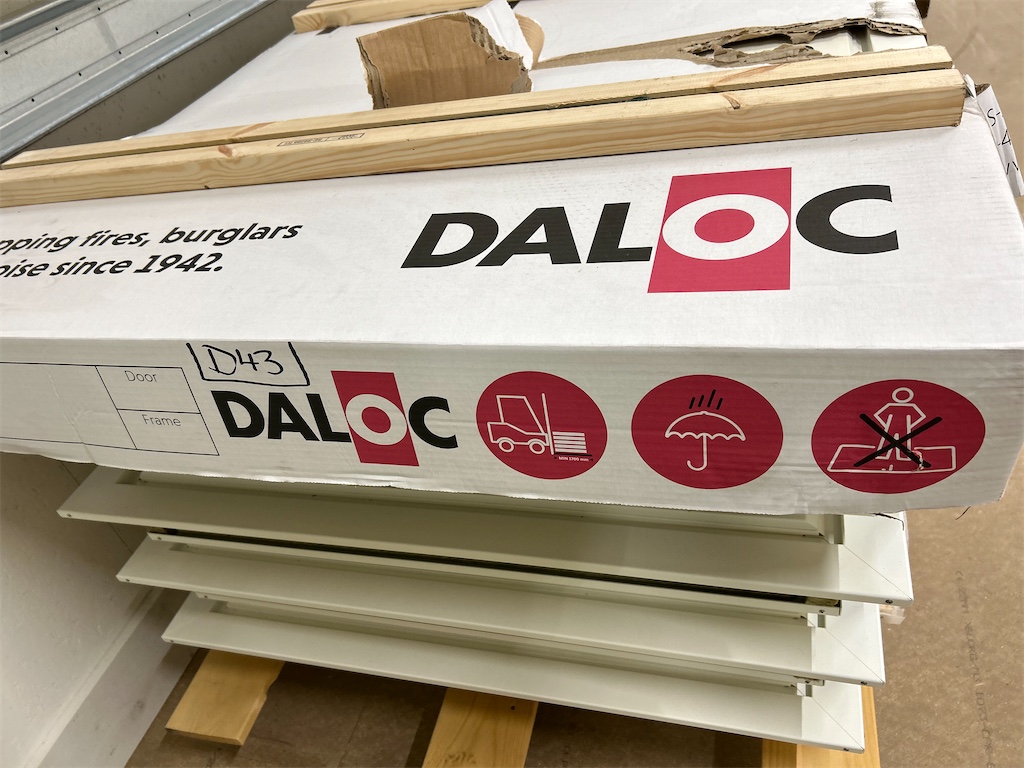 pping fires, burglars
oise since 1942.
DALOC
D43
Door
Frame
DALOC